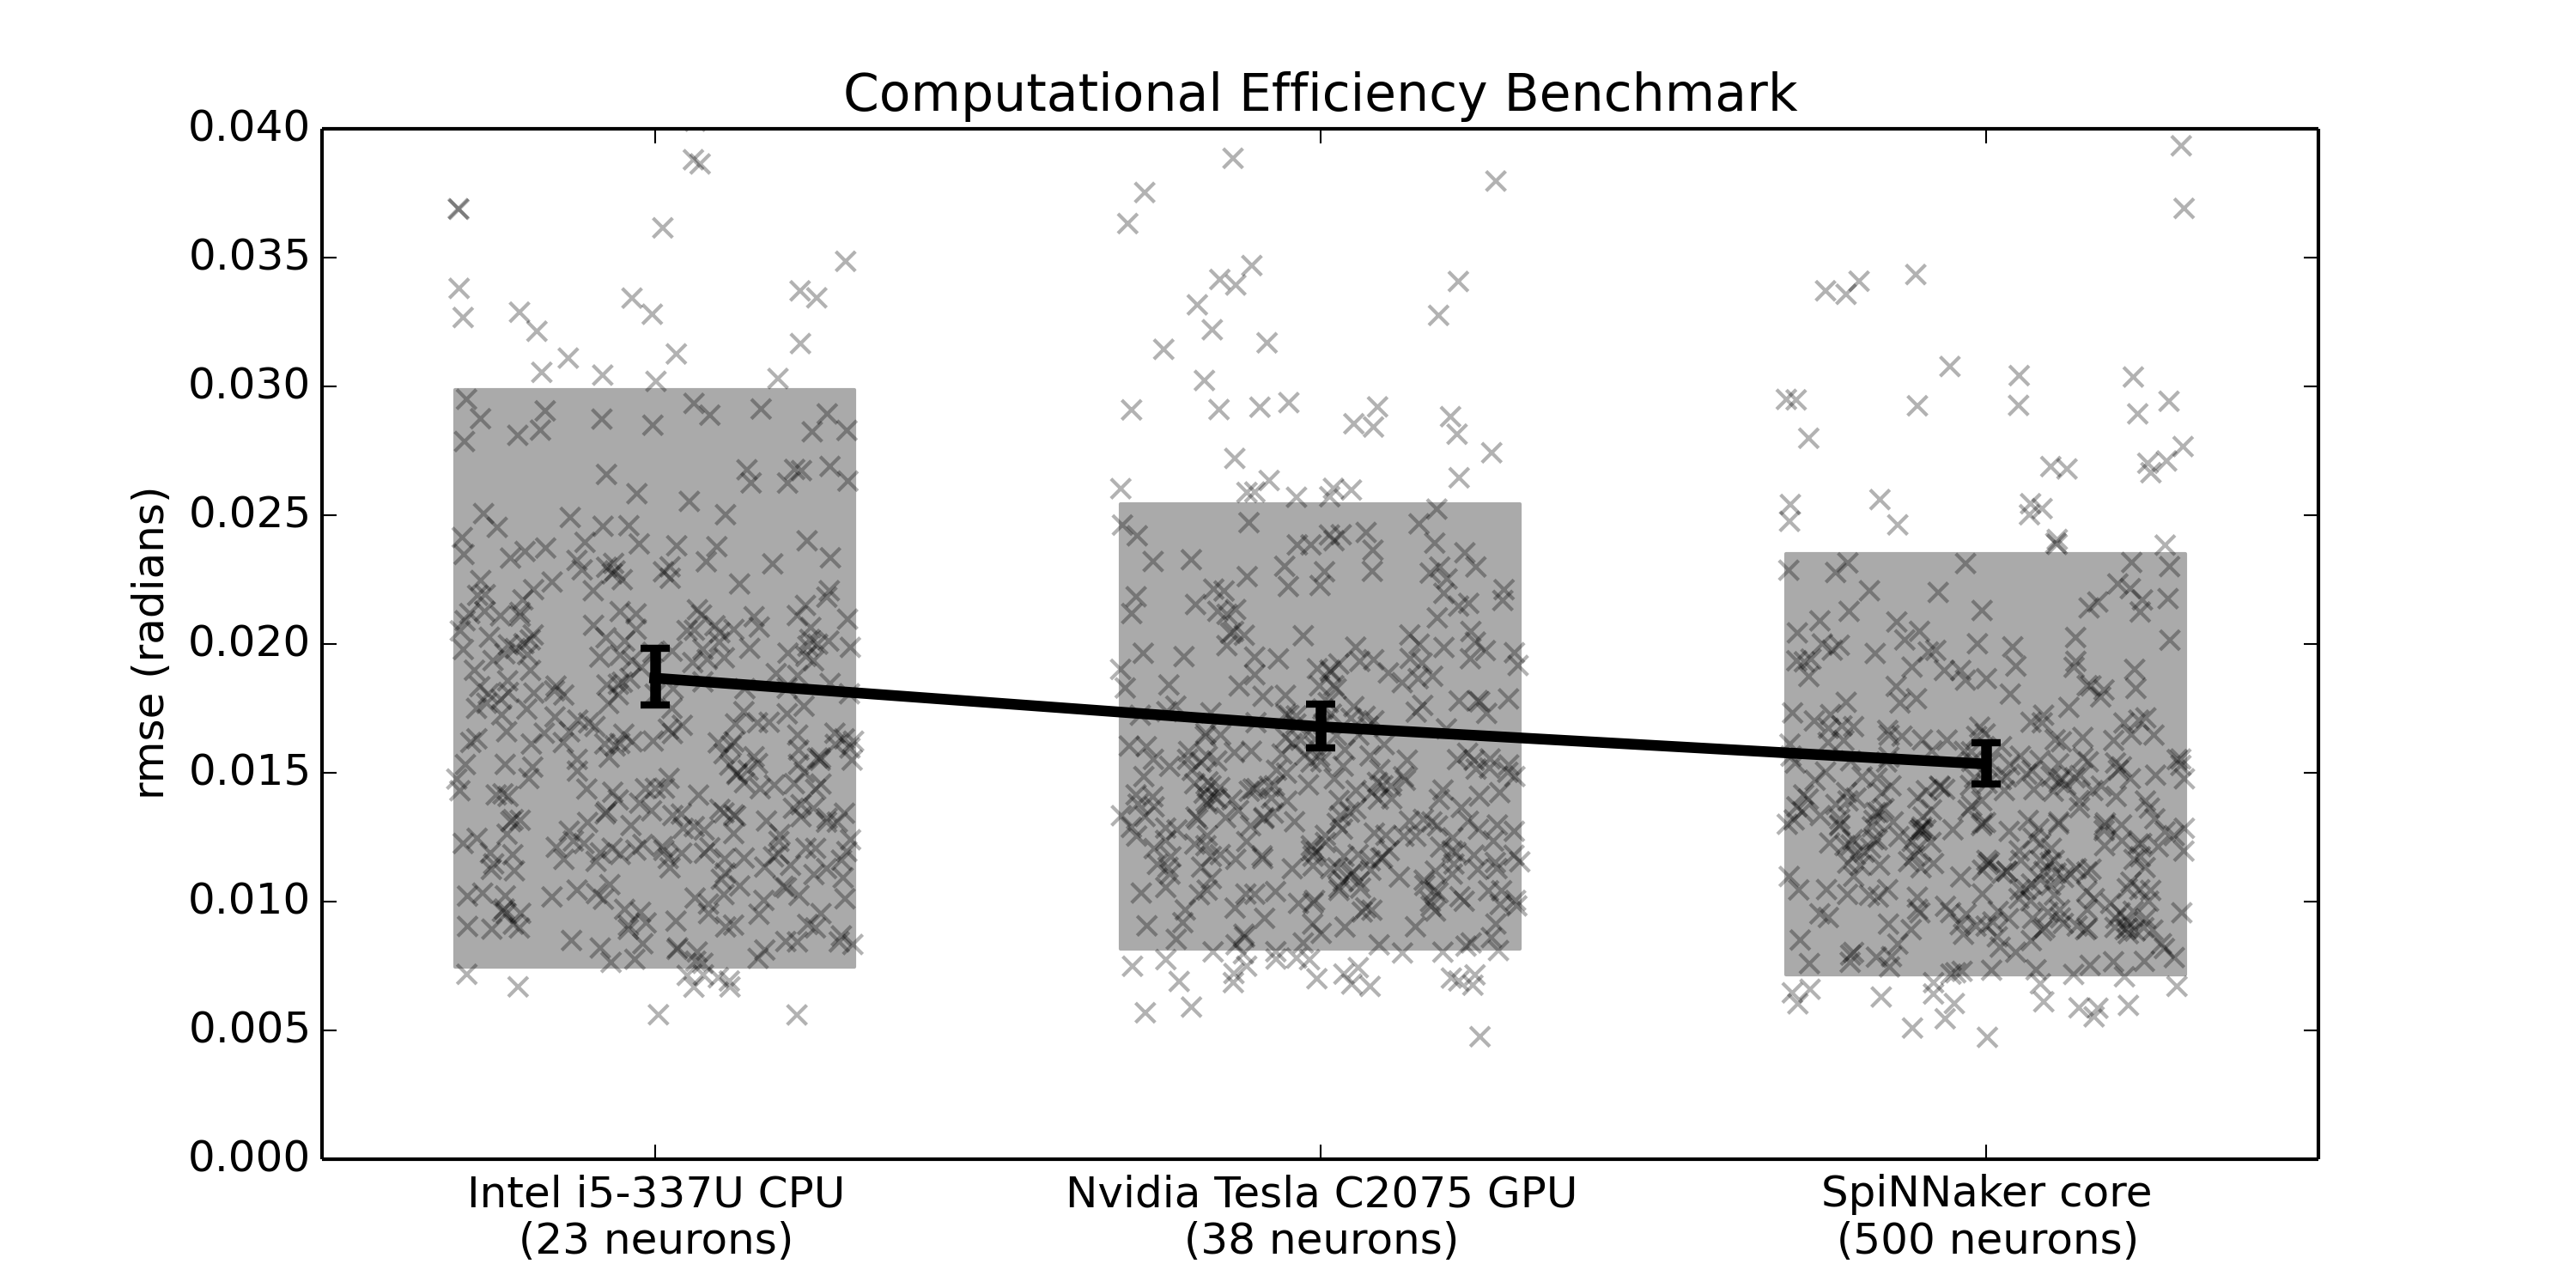 Computational Efficiency Benchmark
0.040
0.035
0.030
0.025
0.020
0.015
0.010
0.005
0.000
rmse (radians)
Intel i5-337U CPU
(23 neurons)
Nvidia Tesla C2075 GPU
(38 neurons)
SpiNNaker core
(500 neurons)